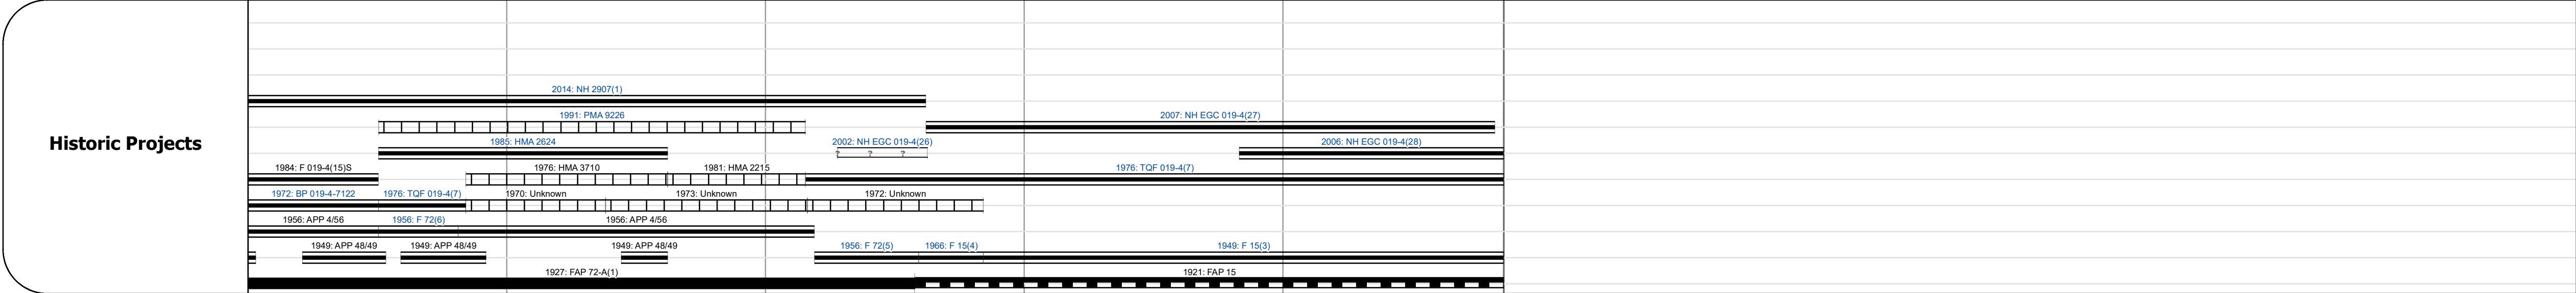 Historic Projects
2014: NH 2907(1)
1991: PMA 9226
2007: NH EGC 019-4(27)
1985: HMA 2624
2002: NH EGC 019-4(26)
2006: NH EGC 019-4(28)
? ? ?
1984: F 019-4(15)S
1976: HMA 3710
1981: HMA 2215
1976: TQF 019-4(7)
1972: BP 019-4-7122
1976: TQF 019-4(7)
1970: Unknown
1973: Unknown
1972: Unknown
1956: APP 4/56
1956: F 72(6)
1956: APP 4/56
1949: APP 48/49
1949: APP 48/49
1949: APP 48/49
1956: F 72(5)
1966: F 15(4)
1949: F 15(3)
1927: FAP 72-A(1)
1921: FAP 15